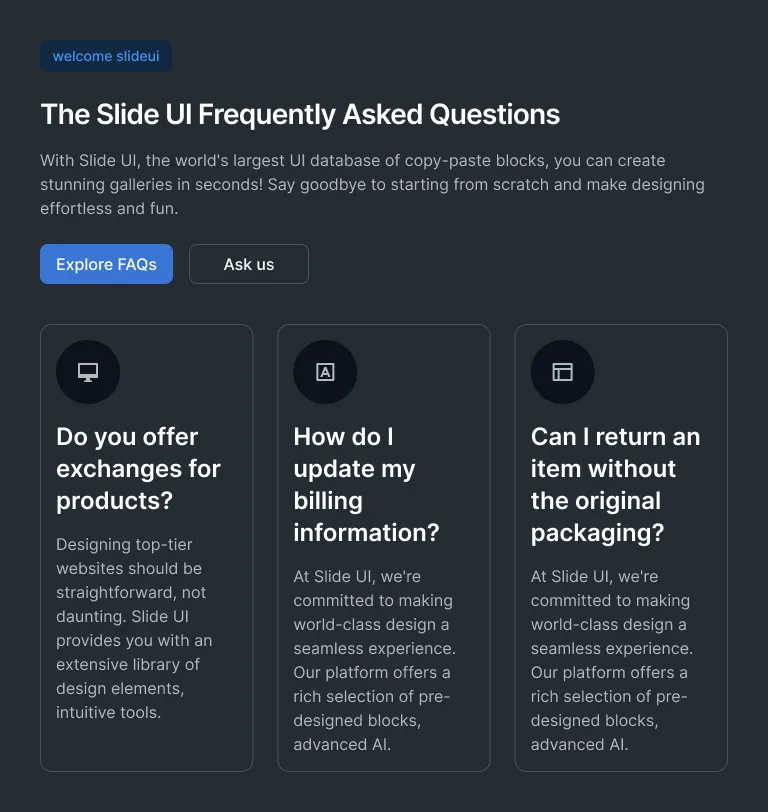 welcome slideui
The Slide UI Frequently Asked Questions
With Slide UI, the world's largest UI database of copy-paste blocks, you can create
stunning galleries in seconds! Say goodbye to starting from scratch and make designing
effortless and fun.
Explore FAQs
Ask us
Do you offer
exchanges for
products?
Designing top-tier
websites should be
straightforward, not
daunting. Slide UI
provides you with an
extensive library of
design elements,
intuitive tools.
A
How do I
update my
billing
information?
At Slide UI, we're
committed to making
world-class design a
seamless experience.
Our platform offers a
rich selection of pre-
designed blocks,
advanced AI.
Can I return an
item without
the original
packaging?
At Slide UI, we're
committed to making
world-class design a
seamless experience.
Our platform offers a
rich selection of pre-
designed blocks,
advanced AI.